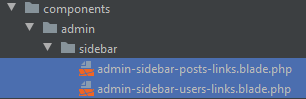 components
admin
sidebar
admin-sidebar-posts-links.blade.php
admin-sidebar-users-links.blade.php